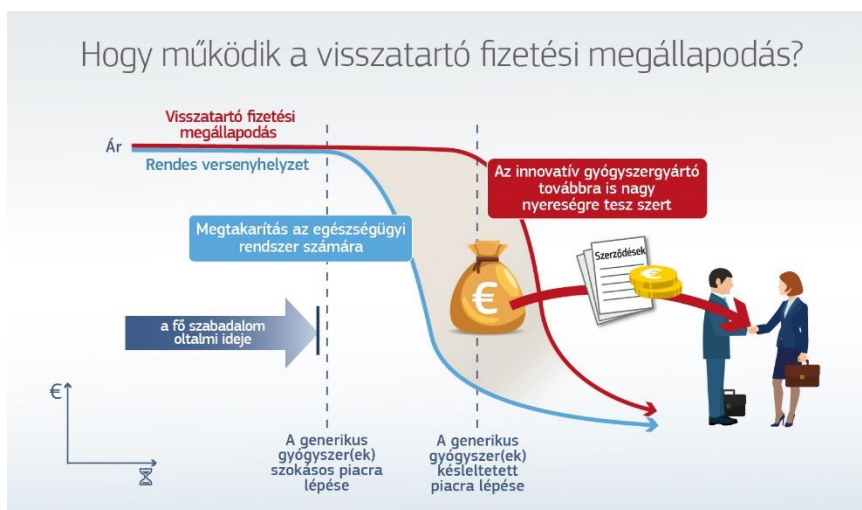 Hogy működik a visszatartó fizetési megállapodás?
Visszatartó fizetési
megállapodás
Ár
Rendes versenyhelyzet
Az innovatív gyógyszergyártó
továbbra is nagy
nyereségre tesz szert
Megtakarítás az egészségügyi
rendszer számára
Szerződések
€
€
a fő szabadalom
oltalmi ideje
€
A generikus
gyógyszer(ek)
szokásos piacra
lépése
A generikus
gyógyszer(ek)
késleltetett
piacra lépése